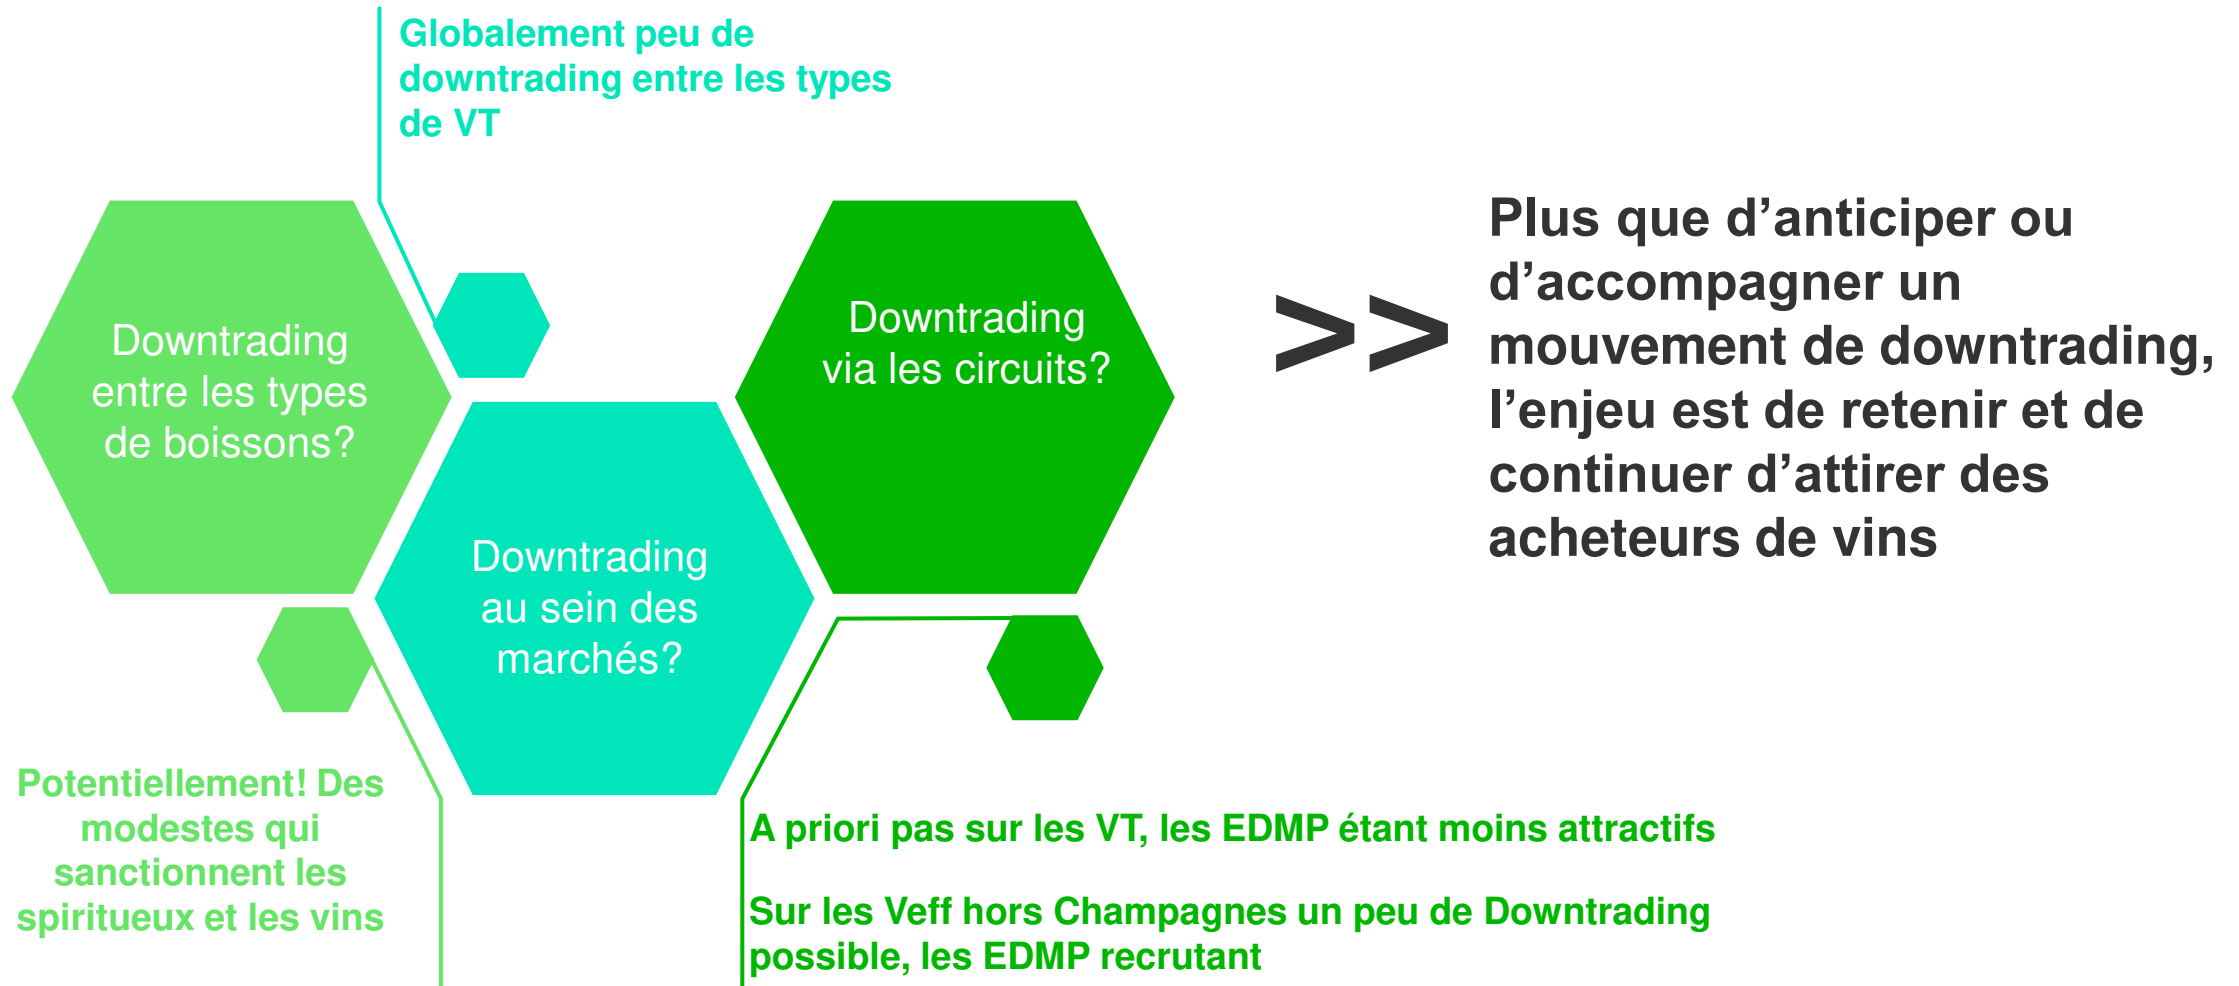 Globalement peu de
downtrading entre les types
de VT
Downtrading
entre les types
de boissons?
Downtrading
au sein des
marchés?
Downtrading
via les circuits?
>>
Plus que d’anticiper ou
d’accompagner un
mouvement de downtrading,
l’enjeu est de retenir et de
continuer d’attirer des
acheteurs de vins
Potentiellement! Des
modestes qui
sanctionnent les
spiritueux et les vins
A priori pas sur les VT, les EDMP étant moins attractifs
Sur les Veff hors Champagnes un peu de Downtrading
possible, les EDMP recrutant